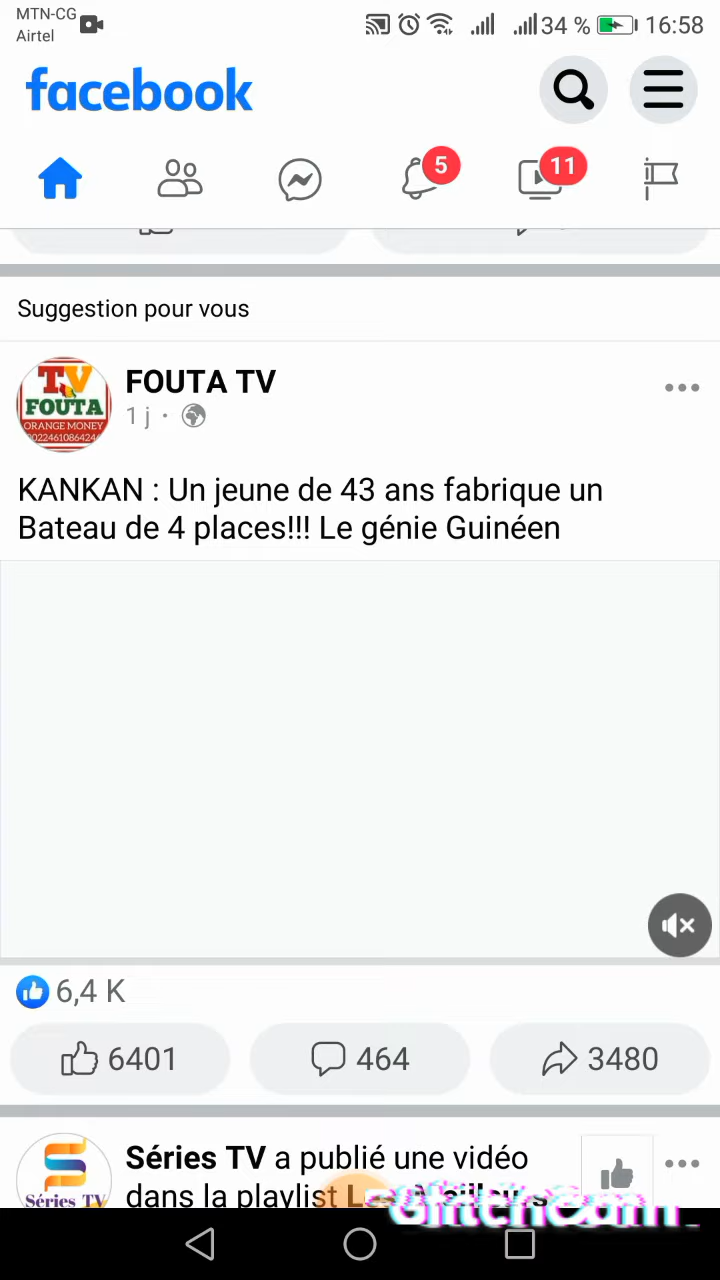 MTN-CG
Airtel
34 % 16:58
facebook
5
11
Suggestion pour vous
TV
FOUTA
ORANGE MONEY
FOUTA TV
1 j ·
KANKAN : Un jeune de 43 ans fabrique un
Bateau de 4 places!!! Le génie Guinéen
6,4 K
6401
464
3480
Séries TV
Séries TV a publié une vidéo
dans la playlist